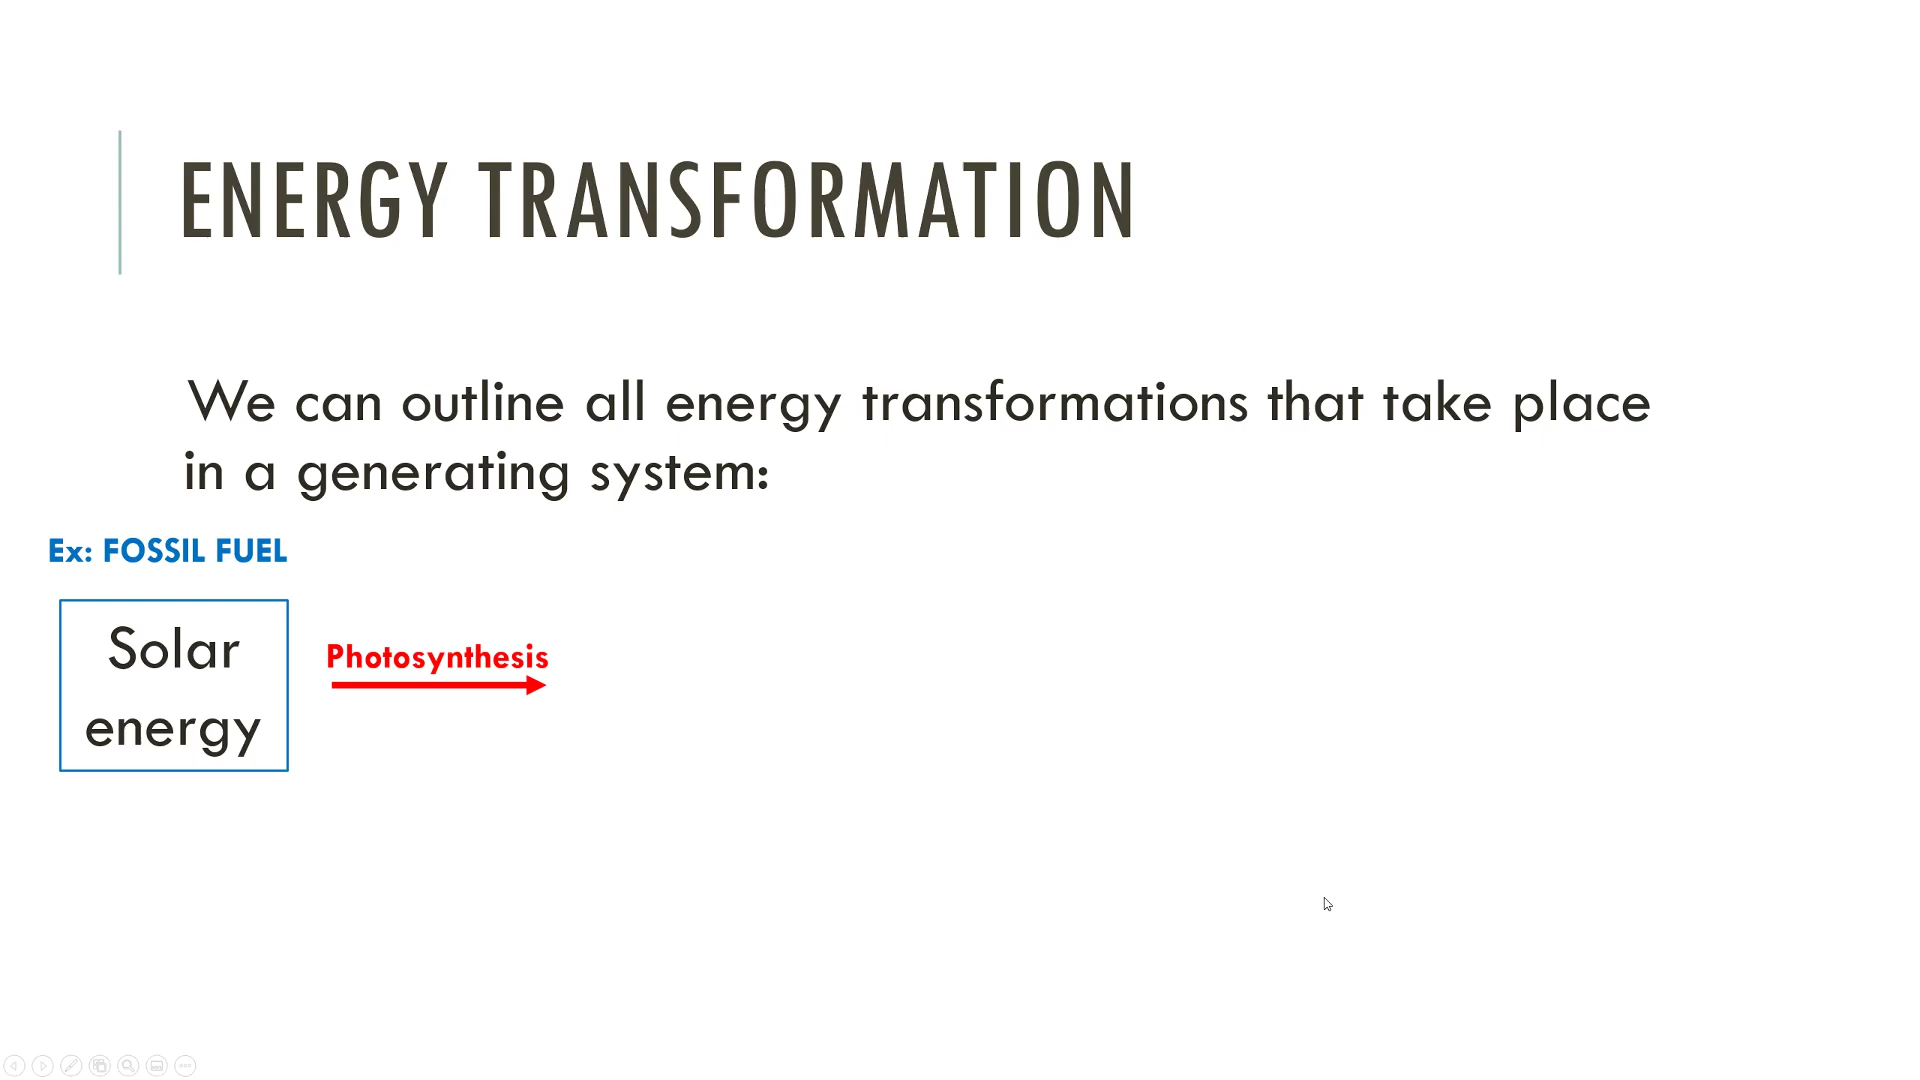 ENERGY TRANSFORMATION
We can outline all energy transformations that take place
in a generating system:
Ex: FOSSIL FUEL
Solar
energy
Photosynthesis